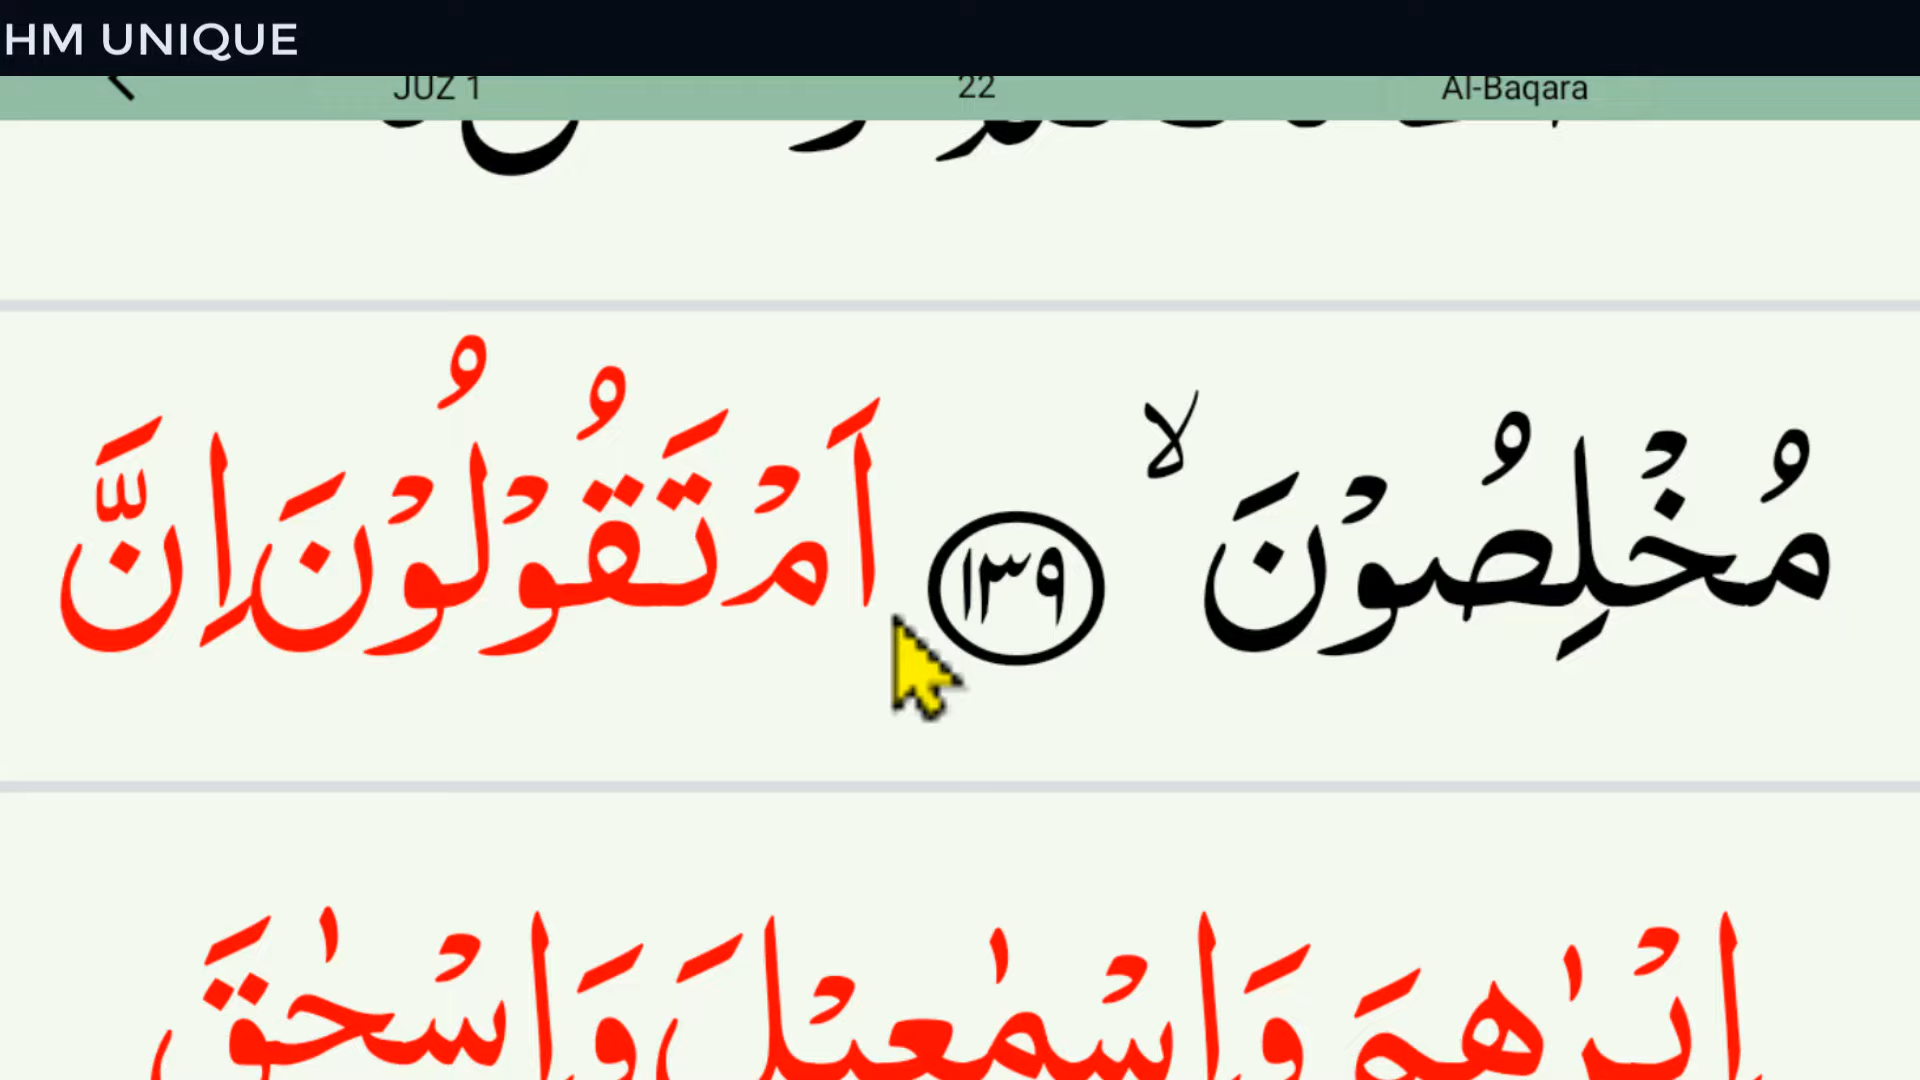 HM UNIQUE
JUZ 1 22 Al-Baqara
مُخْلِصُوْنَ ۙ ١٣٩ اَمْ تَقُوْلُوْنَ اِنَّ
اِبْرٰهٖمَ وَاِسْمٰعِيْلَ وَاِسْحٰقَ